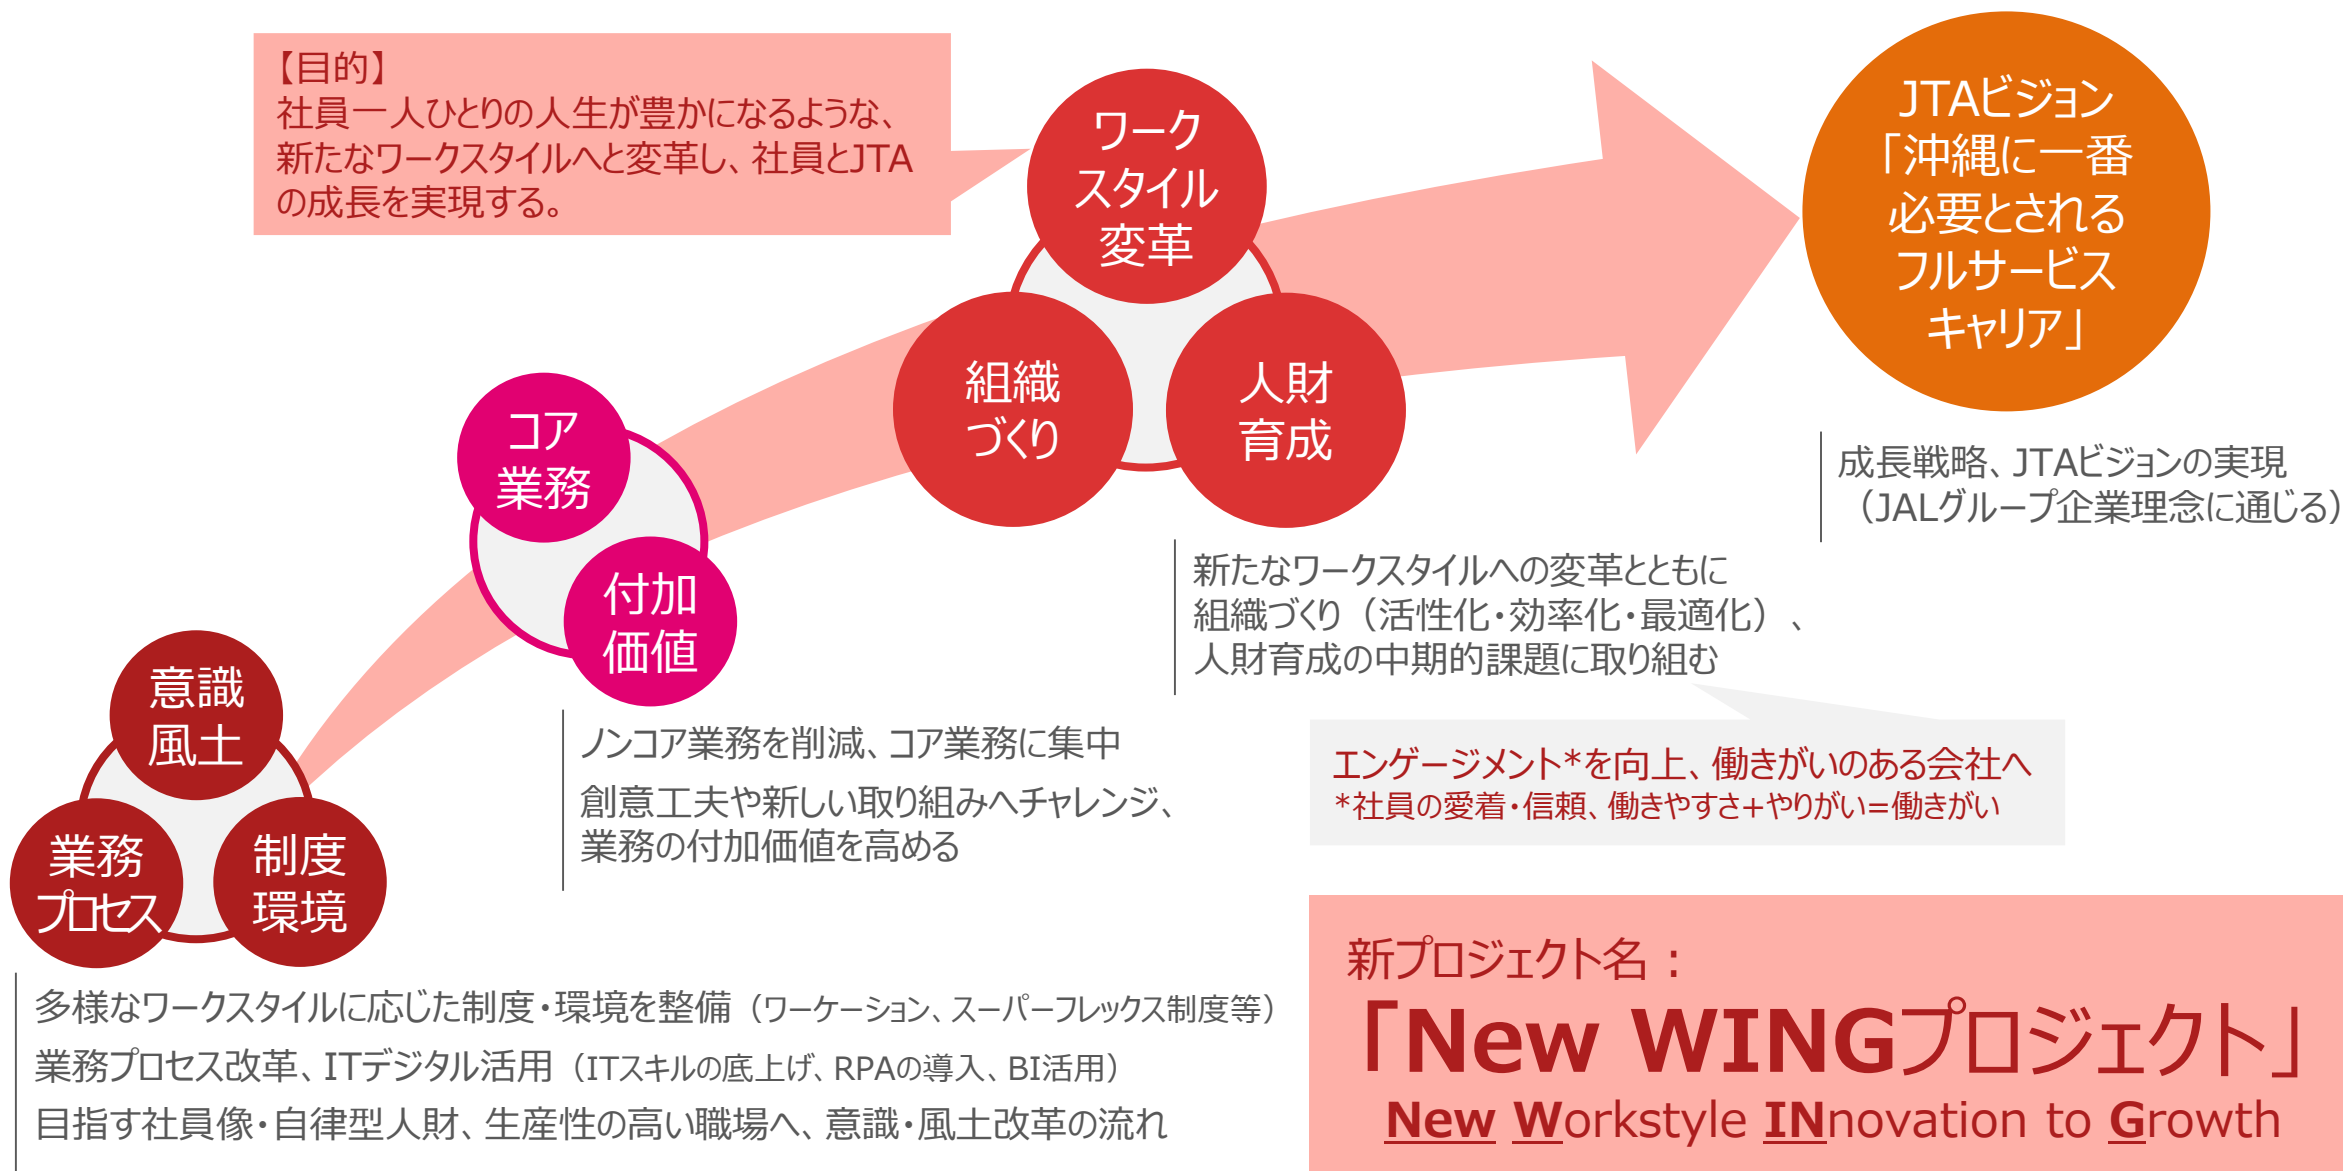 【目的】
社員一人ひとりの人生が豊かになるような、
新たなワークスタイルへと変革し、社員とJTA
の成長を実現する。
ワーク
スタイル
変革
組織
づくり
人財
育成
JTAビジョン
「沖縄に一番
必要とされる
フルサービス
キャリア」
成長戦略、JTAビジョンの実現
（JALグループ企業理念に通じる）
コア
業務
付加
価値
新たなワークスタイルへの変革とともに
組織づくり（活性化・効率化・最適化）、
人財育成の中期的課題に取り組む
エンゲージメント*を向上、働きがいのある会社へ
*社員の愛着・信頼、働きやすさ+やりがい=働きがい
ノンコア業務を削減、コア業務に集中
創意工夫や新しい取り組みへチャレンジ、
業務の付加価値を高める
意識
風土
業務
プロセス
制度
環境
多様なワークスタイルに応じた制度・環境を整備（ワーケーション、スーパーフレックス制度等）
業務プロセス改革、ITデジタル活用（ITスキルの底上げ、RPAの導入、BI活用）
目指す社員像・自律型人財、生産性の高い職場へ、意識・風土改革の流れ
新プロジェクト名：
「New WINGプロジェクト」
New Workstyle INnovation to Growth